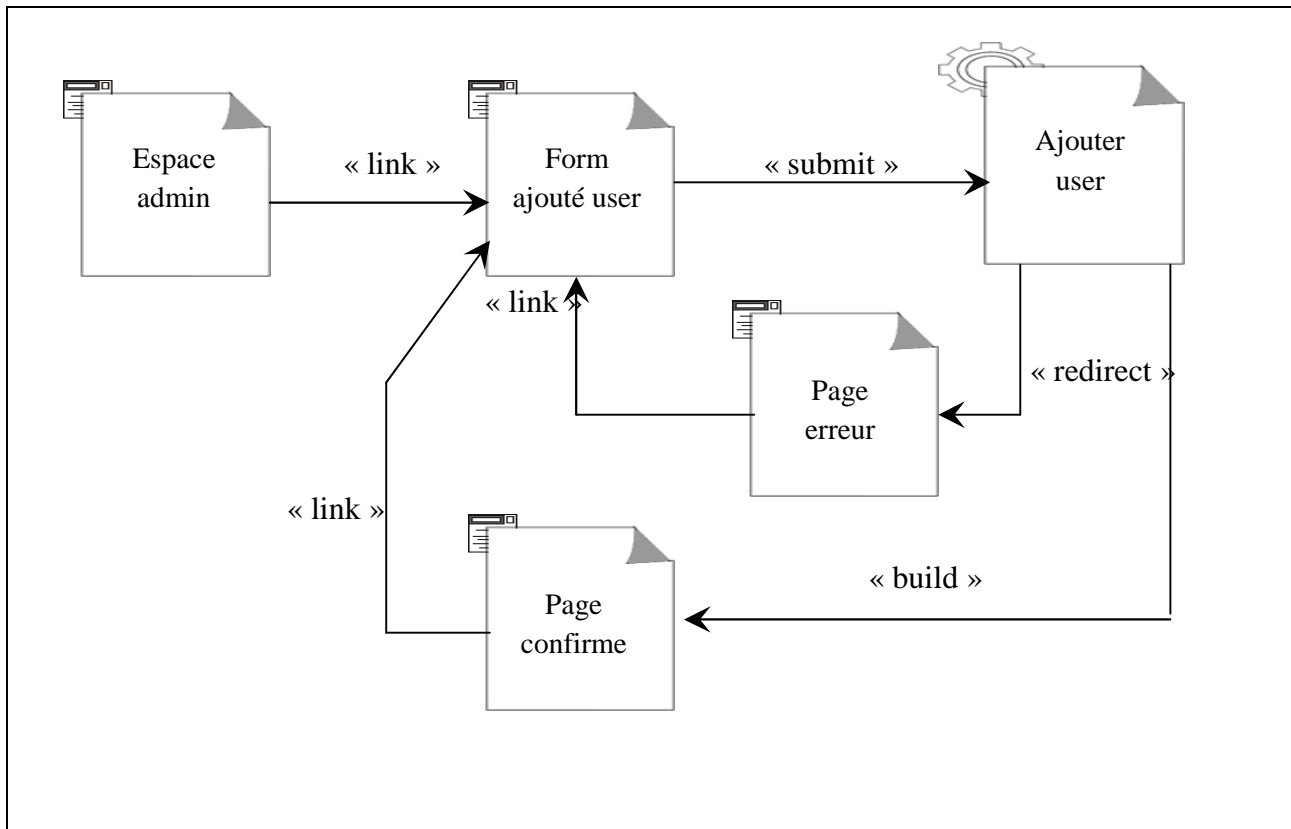 Espace
admin
« link »
Form
ajouté user
« submit »
Ajouter
user
« link »
Page
erreur
« redirect »
« link »
Page
confirme
« build »